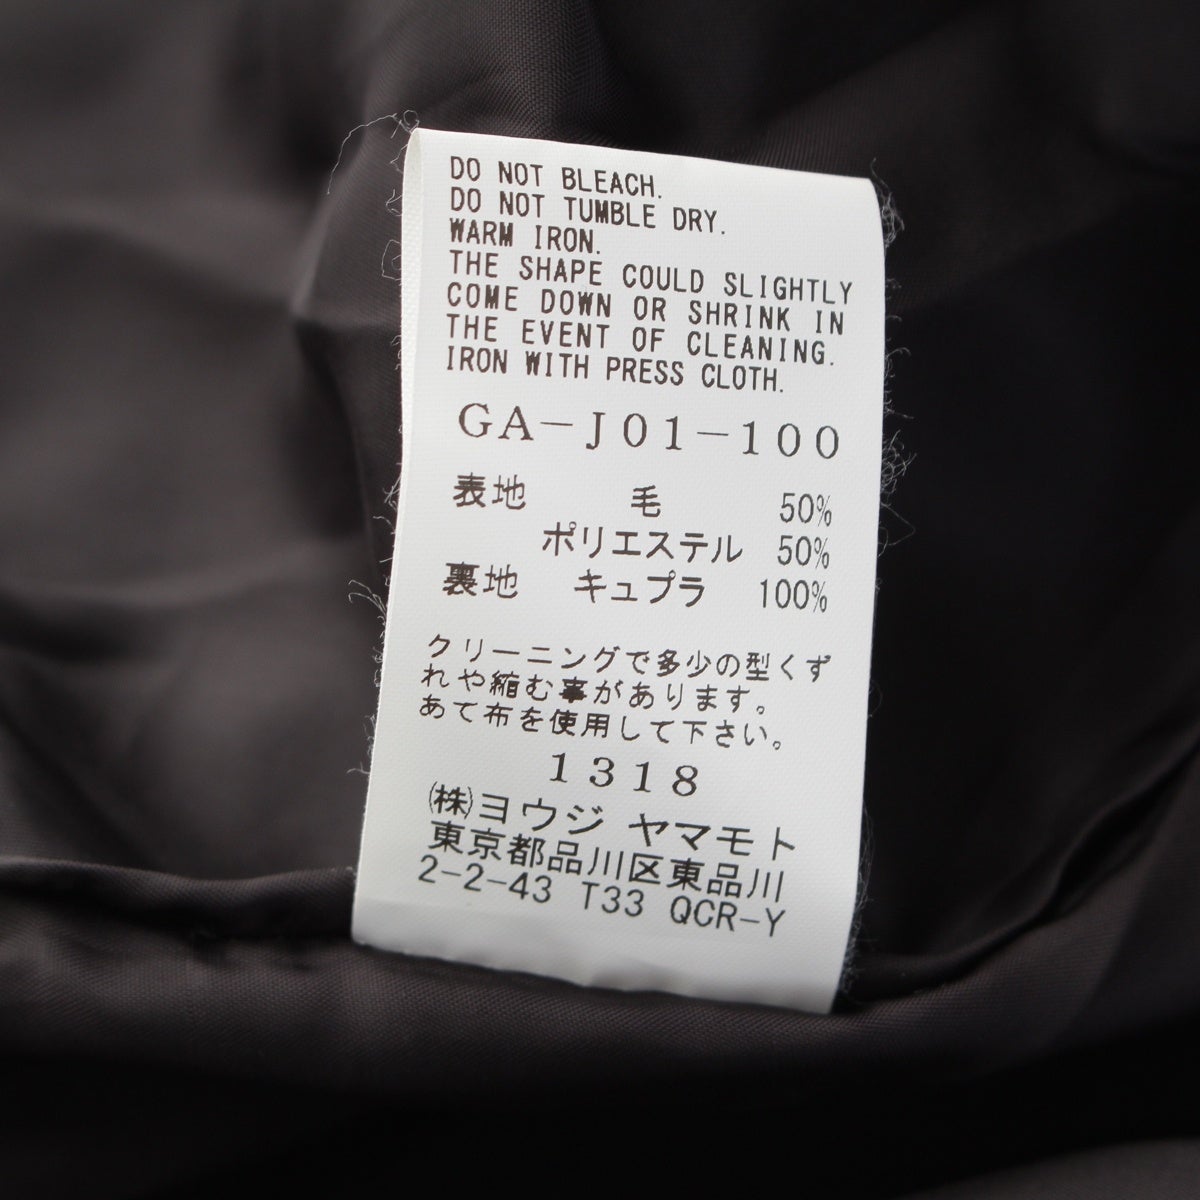 DO NOT BLEACH.
DO NOT TUMBLE DRY.
WARM IRON.
THE SHAPE COULD SLIGHTLY
COME DOWN OR SHRINK IN
THE EVENT OF CLEANING.
IRON WITH PRESS CLOTH.
GA-J01-100
表地 毛 50%
ポリエステル 50%
裏地 キュプラ 100%
クリーニングで多少の型くず
れや縮む事があります。
あて布を使用して下さい。
1318
㈱ヨウジ ヤマモト
東京都品川区東品川
2-2-43 T33 QCR-Y